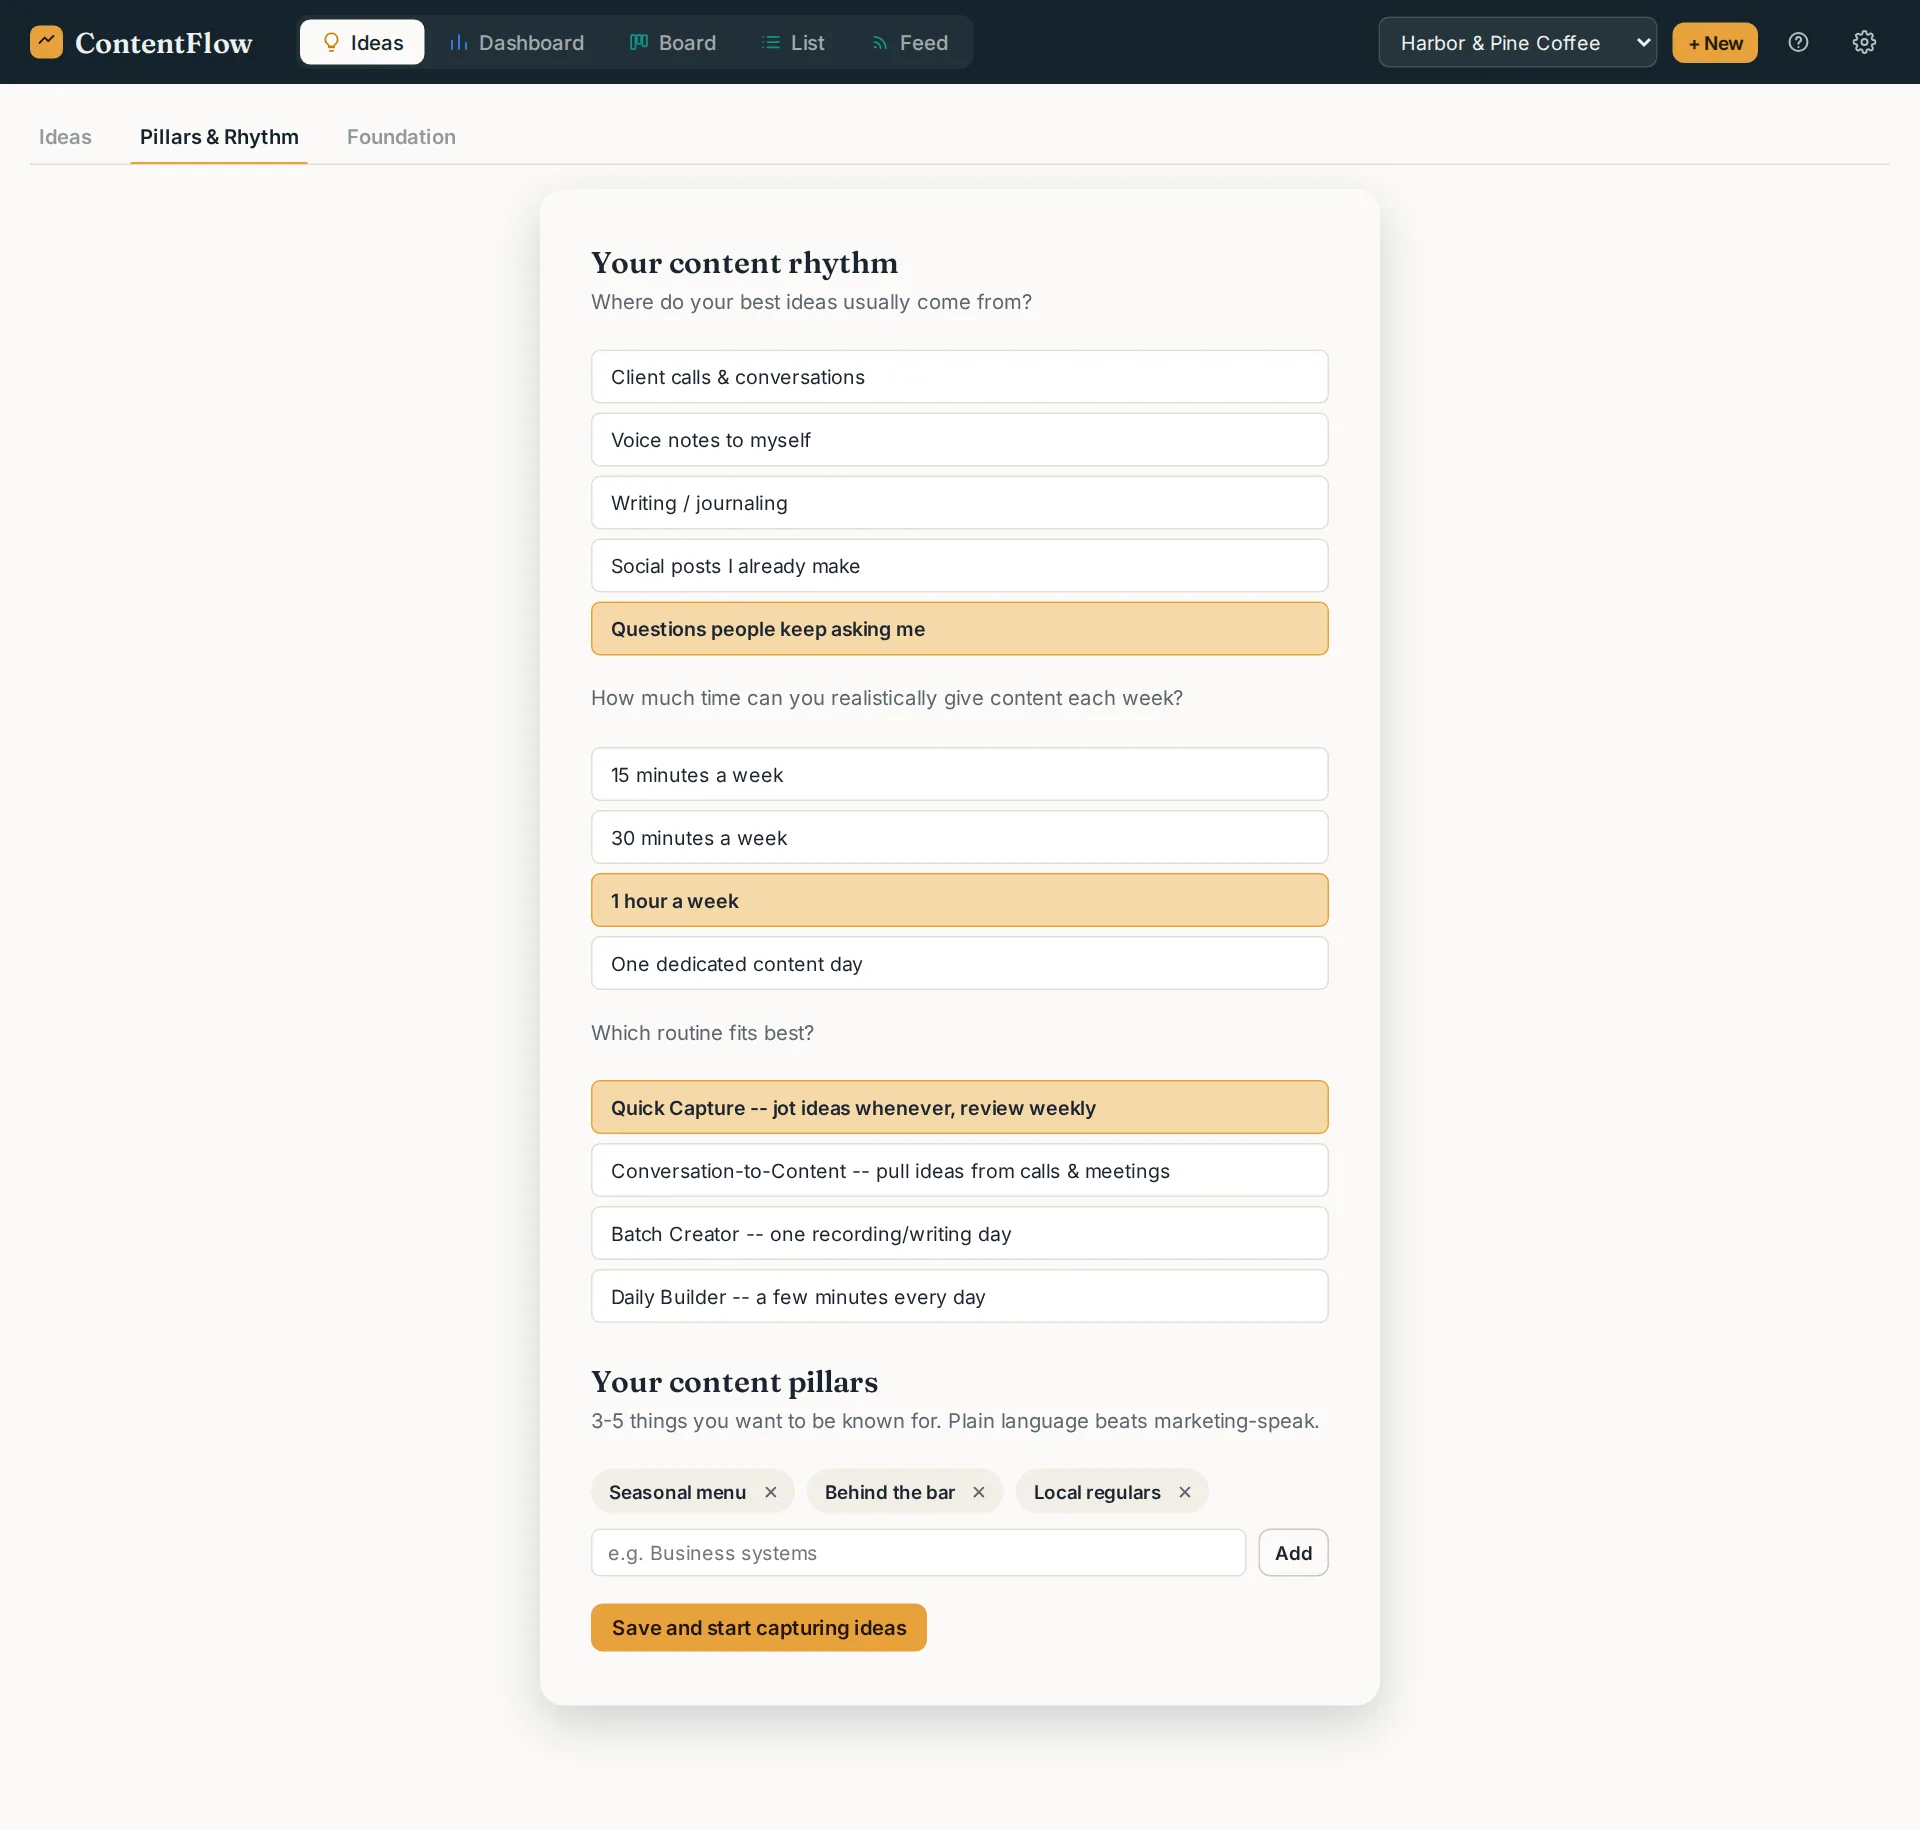 ContentFlow
Ideas
Dashboard
Board
List
Feed
Harbor & Pine Coffee
+ New
Ideas
Pillars & Rhythm
Foundation
Your content rhythm
Where do your best ideas usually come from?
Client calls & conversations
Voice notes to myself
Writing / journaling
Social posts I already make
Questions people keep asking me
How much time can you realistically give content each week?
15 minutes a week
30 minutes a week
1 hour a week
One dedicated content day
Which routine fits best?
Quick Capture -- jot ideas whenever, review weekly
Conversation-to-Content -- pull ideas from calls & meetings
Batch Creator -- one recording/writing day
Daily Builder -- a few minutes every day
Your content pillars
3-5 things you want to be known for. Plain language beats marketing-speak.
Seasonal menu ×
Behind the bar ×
Local regulars ×
e.g. Business systems
Add
Save and start capturing ideas